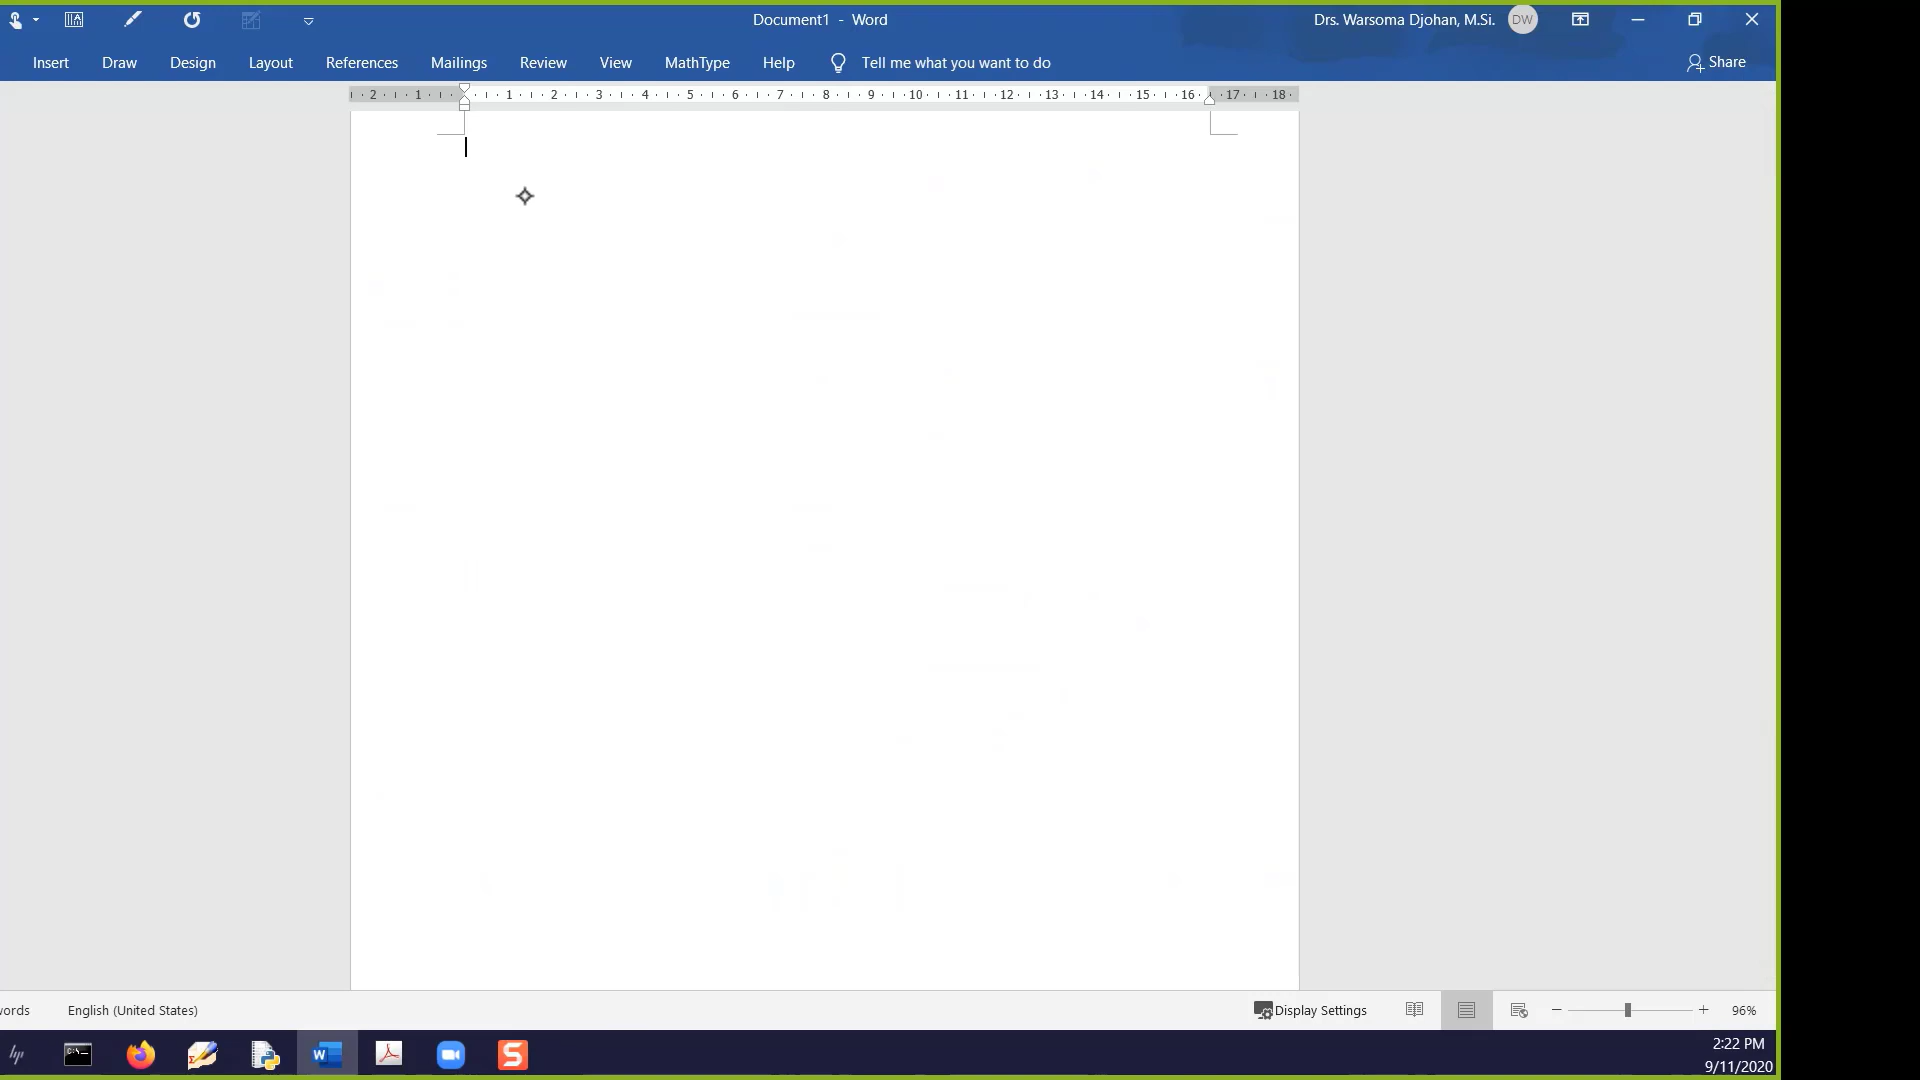 Document1 - Word
Drs. Warsoma Djohan, M.Si.
DW
Insert Draw Design Layout References Mailings Review View MathType Help Tell me what you want to do
Share
2 1 1 2 3 4 5 6 7 8 9 10 11 12 13 14 15 16 17 18
English (United States)
Display Settings
96%
2:22 PM
9/11/2020